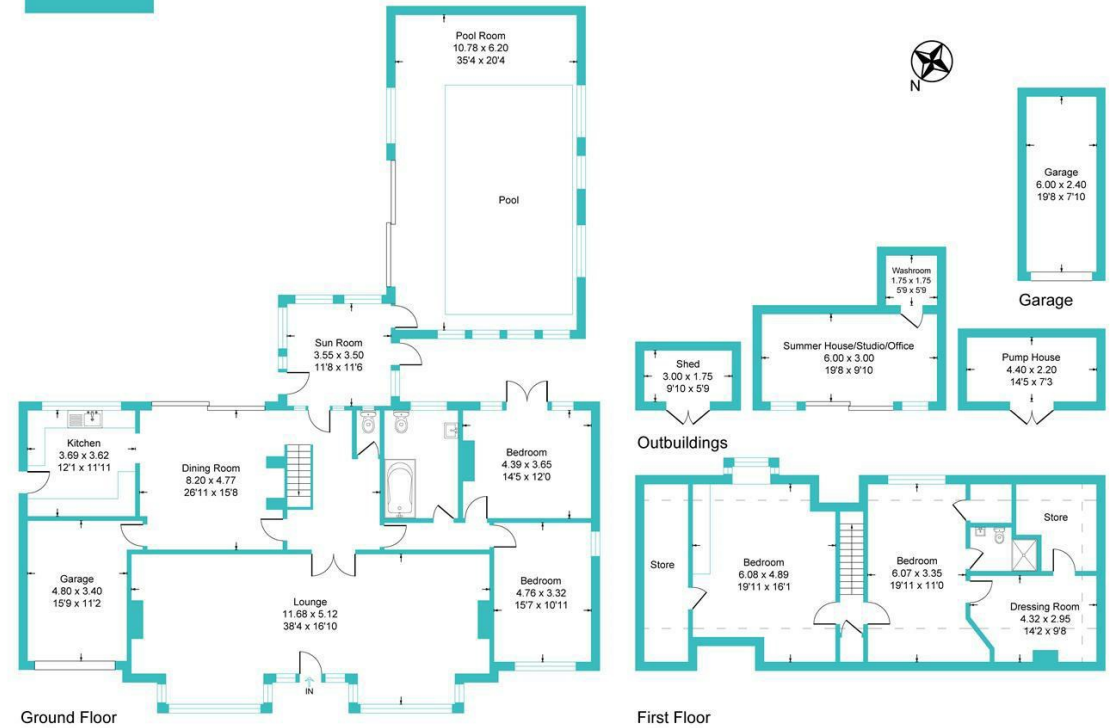 Pool Room
10.78 x 6.20
35'4 x 20'4
N
Garage
6.00 x 2.40
19'8 x 7'10
Pool
Washroom
1.75 x 1.75
5'9 x 5'9
Garage
Sun Room
3.55 x 3.50
11'8 x 11'6
Summer House/Studio/Office
6.00 x 3.00
19'8 x 9'10
Shed
3.00 x 1.75
9'10 x 5'9
Pump House
4.40 x 2.20
14'5 x 7'3
Outbuildings
Kitchen
3.69 x 3.62
12'1 x 11'11
Dining Room
8.20 x 4.77
26'11 x 15'8
Bedroom
4.39 x 3.65
14'5 x 12'0
Garage
4.80 x 3.40
15'9 x 11'2
Lounge
11.68 x 5.12
38'4 x 16'10
Bedroom
4.76 x 3.32
15'7 x 10'11
IN
Ground Floor
Store
Bedroom
6.08 x 4.89
19'11 x 16'1
Bedroom
6.07 x 3.35
19'11 x 11'0
Store
Dressing Room
4.32 x 2.95
14'2 x 9'8
First Floor